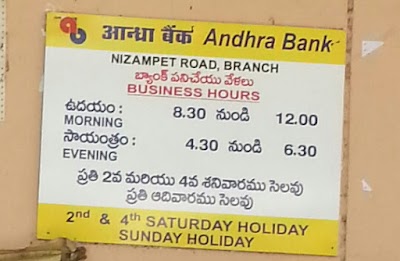 आन्ध्रा बैंक Andhra Bank
NIZAMPET ROAD, BRANCH
బ్యాంక్ పనిచేయు వేళలు
BUSINESS HOURS
ఉదయం : 8.30 నుండి 12.00
MORNING
సాయంత్రం : 4.30 నుండి 6.30
EVENING
ప్రతి 2వ మరియు 4వ శనివారము సెలవు
ప్రతి ఆదివారము సెలవు
2nd & 4th SATURDAY HOLIDAY
SUNDAY HOLIDAY